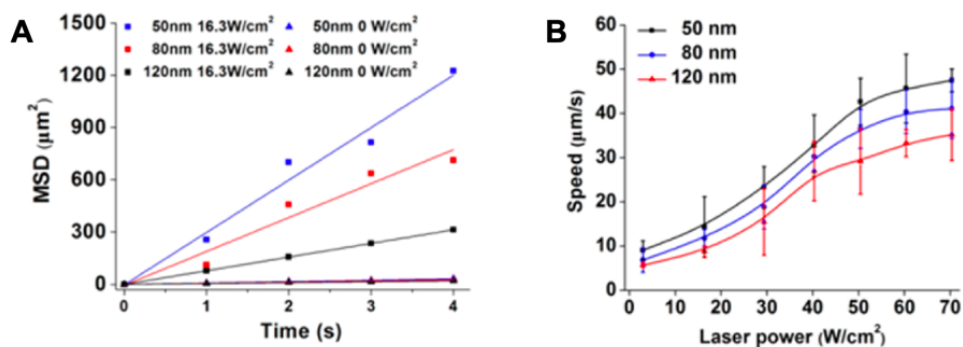 A
MSD (µm²)
1500
1200
900
600
300
0
50nm 16.3W/cm²
80nm 16.3W/cm²
120nm 16.3W/cm²
50nm 0 W/cm²
80nm 0 W/cm²
120nm 0 W/cm²
0 1 2 3 4
Time (s)
B
Speed (µm/s)
60
50
40
30
20
10
0
50 nm
80 nm
120 nm
0 10 20 30 40 50 60 70
Laser power (W/cm²)